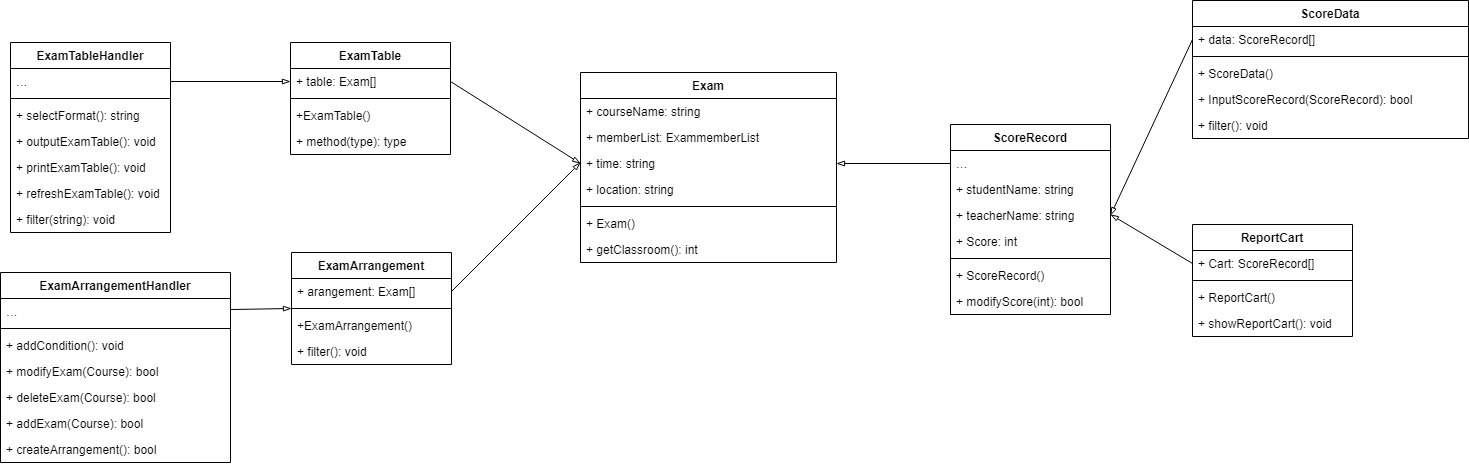 ExamTableHandler
...
+ selectFormat(): string
+ outputExamTable(): void
+ printExamTable(): void
+ refreshExamTable(): void
+ filter(string): void
ExamTable
+ table: Exam[]
+ExamTable()
+ method(type): type
ExamArrangementHandler
...
+ addCondition(): void
+ modifyExam(Course): bool
+ deleteExam(Course): bool
+ addExam(Course): bool
+ createArrangement(): bool
ExamArrangement
+ arangement: Exam[]
+ExamArrangement()
+ filter(): void
Exam
+ courseName: string
+ memberList: ExammemberList
+ time: string
+ location: string
+ Exam()
+ getClassroom(): int
ScoreRecord
...
+ studentName: string
+ teacherName: string
+ Score: int
+ ScoreRecord()
+ modifyScore(int): bool
ScoreData
+ data: ScoreRecord[]
+ ScoreData()
+ InputScoreRecord(ScoreRecord): bool
+ filter(): void
ReportCart
+ Cart: ScoreRecord[]
+ ReportCart()
+ showReportCart(): void